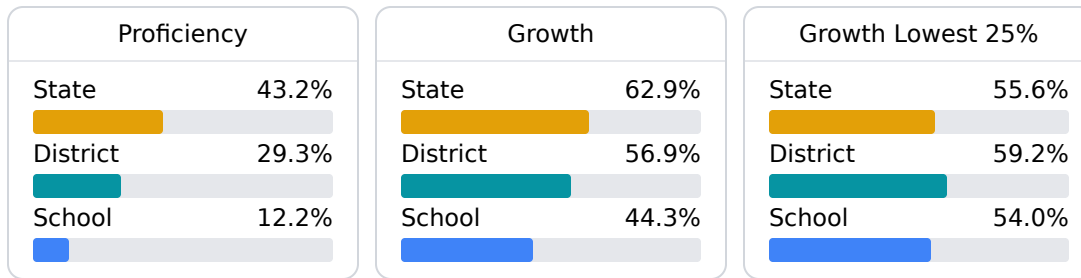 Proficiency
State 43.2%
District 29.3%
School 12.2%
Growth
State 62.9%
District 56.9%
School 44.3%
Growth Lowest 25%
State 55.6%
District 59.2%
School 54.0%